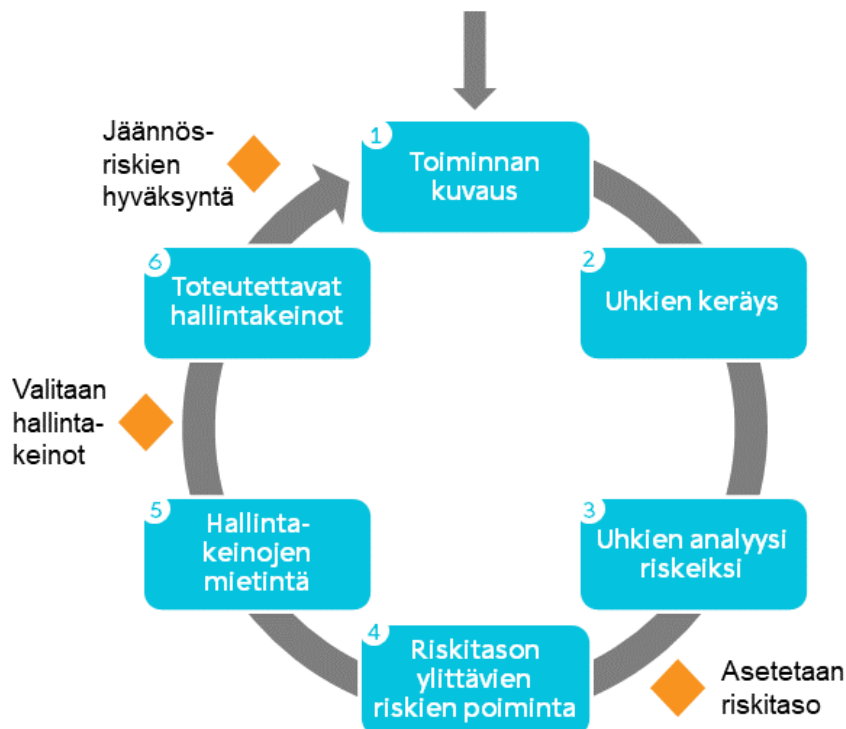 1
Toiminnan
kuvaus
2
Uhkien keräys
3
Uhkien analyysi
riskeiksi
Asetetaan
riskitaso
4
Riskitason
ylittävien
riskien poiminta
5
Hallinta-
keinojen
mietintä
Valitaan
hallinta-
keinot
6
Toteutettavat
hallintakeinot
Jäännös-
riskien
hyväksyntä